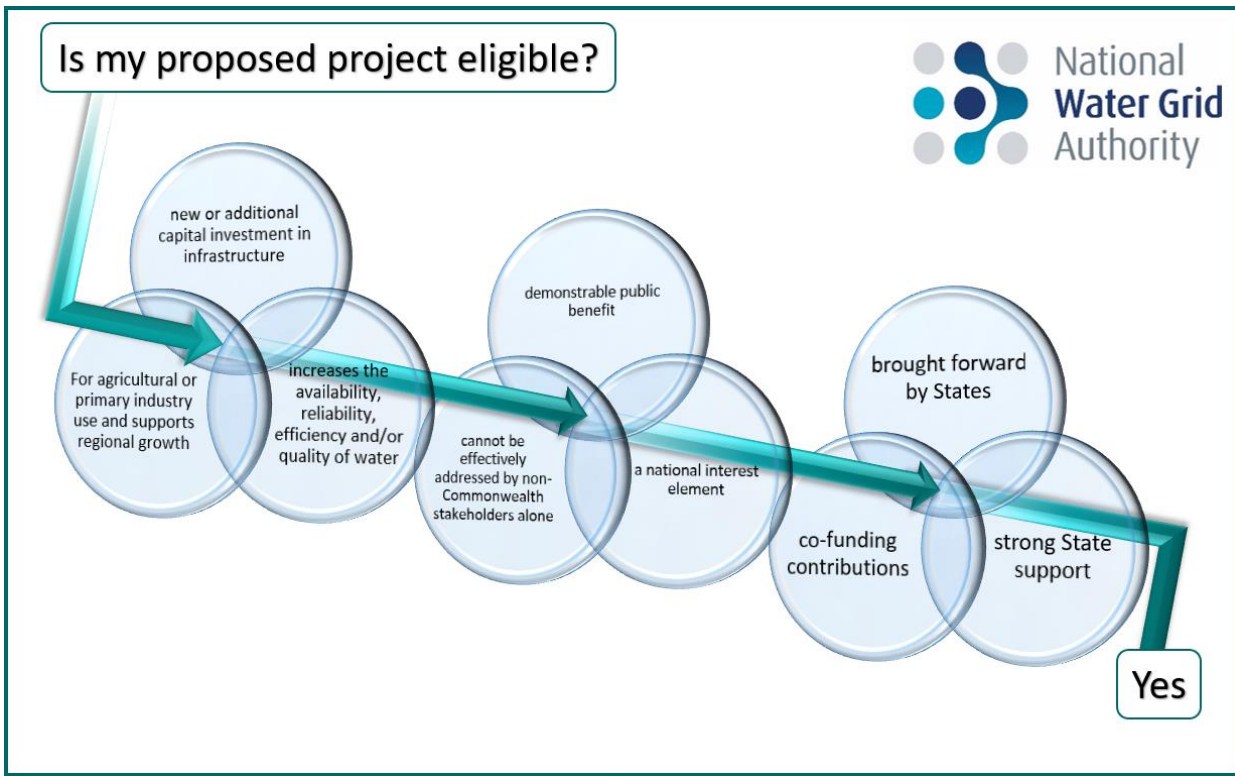 Is my proposed project eligible?
National
Water Grid
Authority
new or additional
capital investment in
infrastructure
For agricultural or
primary industry
use and supports
regional growth
increases the
availability,
reliability,
efficiency and/or
quality of water
demonstrable public
benefit
cannot be
effectively
addressed by non-
Commonwealth
stakeholders alone
a national interest
element
brought forward
by States
co-funding
contributions
strong State
support
Yes